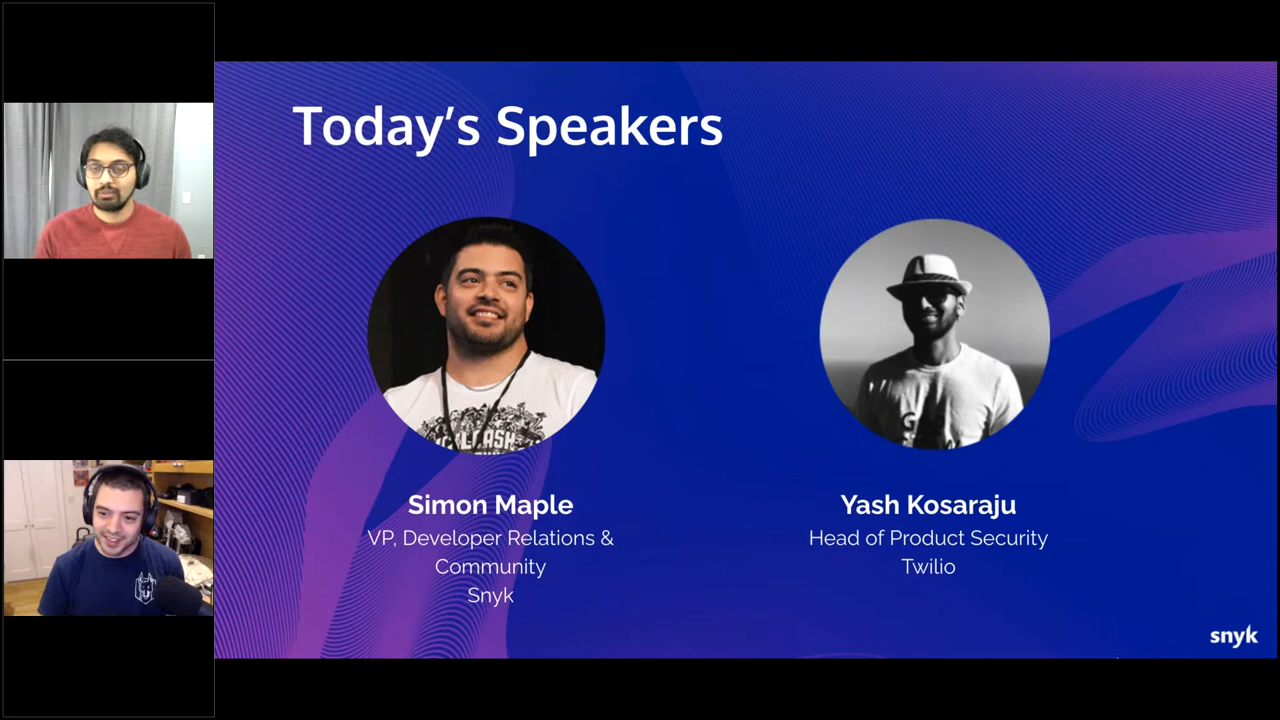 Today's Speakers
Simon Maple
VP, Developer Relations &
Community
Snyk
Yash Kosaraju
Head of Product Security
Twilio
snyk